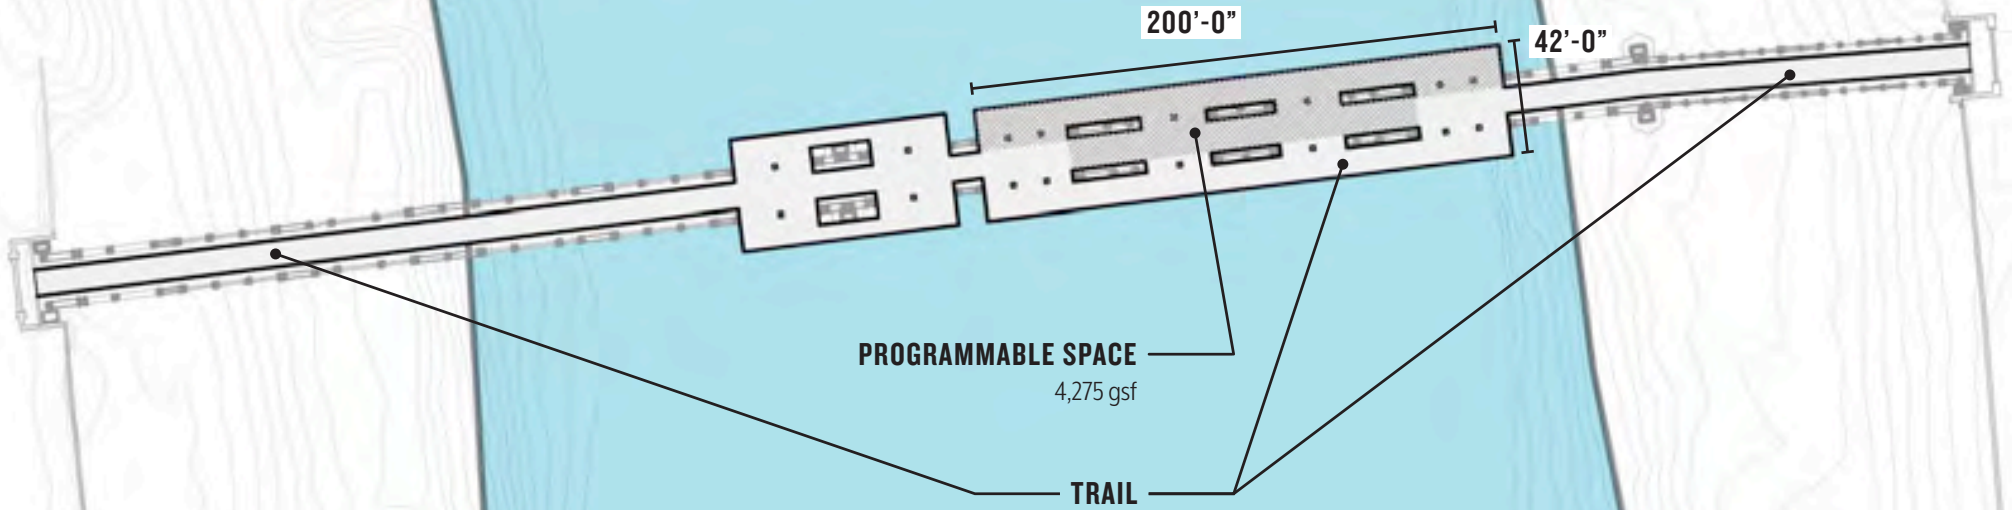 200’-0”
42’-0”
PROGRAMMABLE SPACE
4,275 gsf
TRAIL